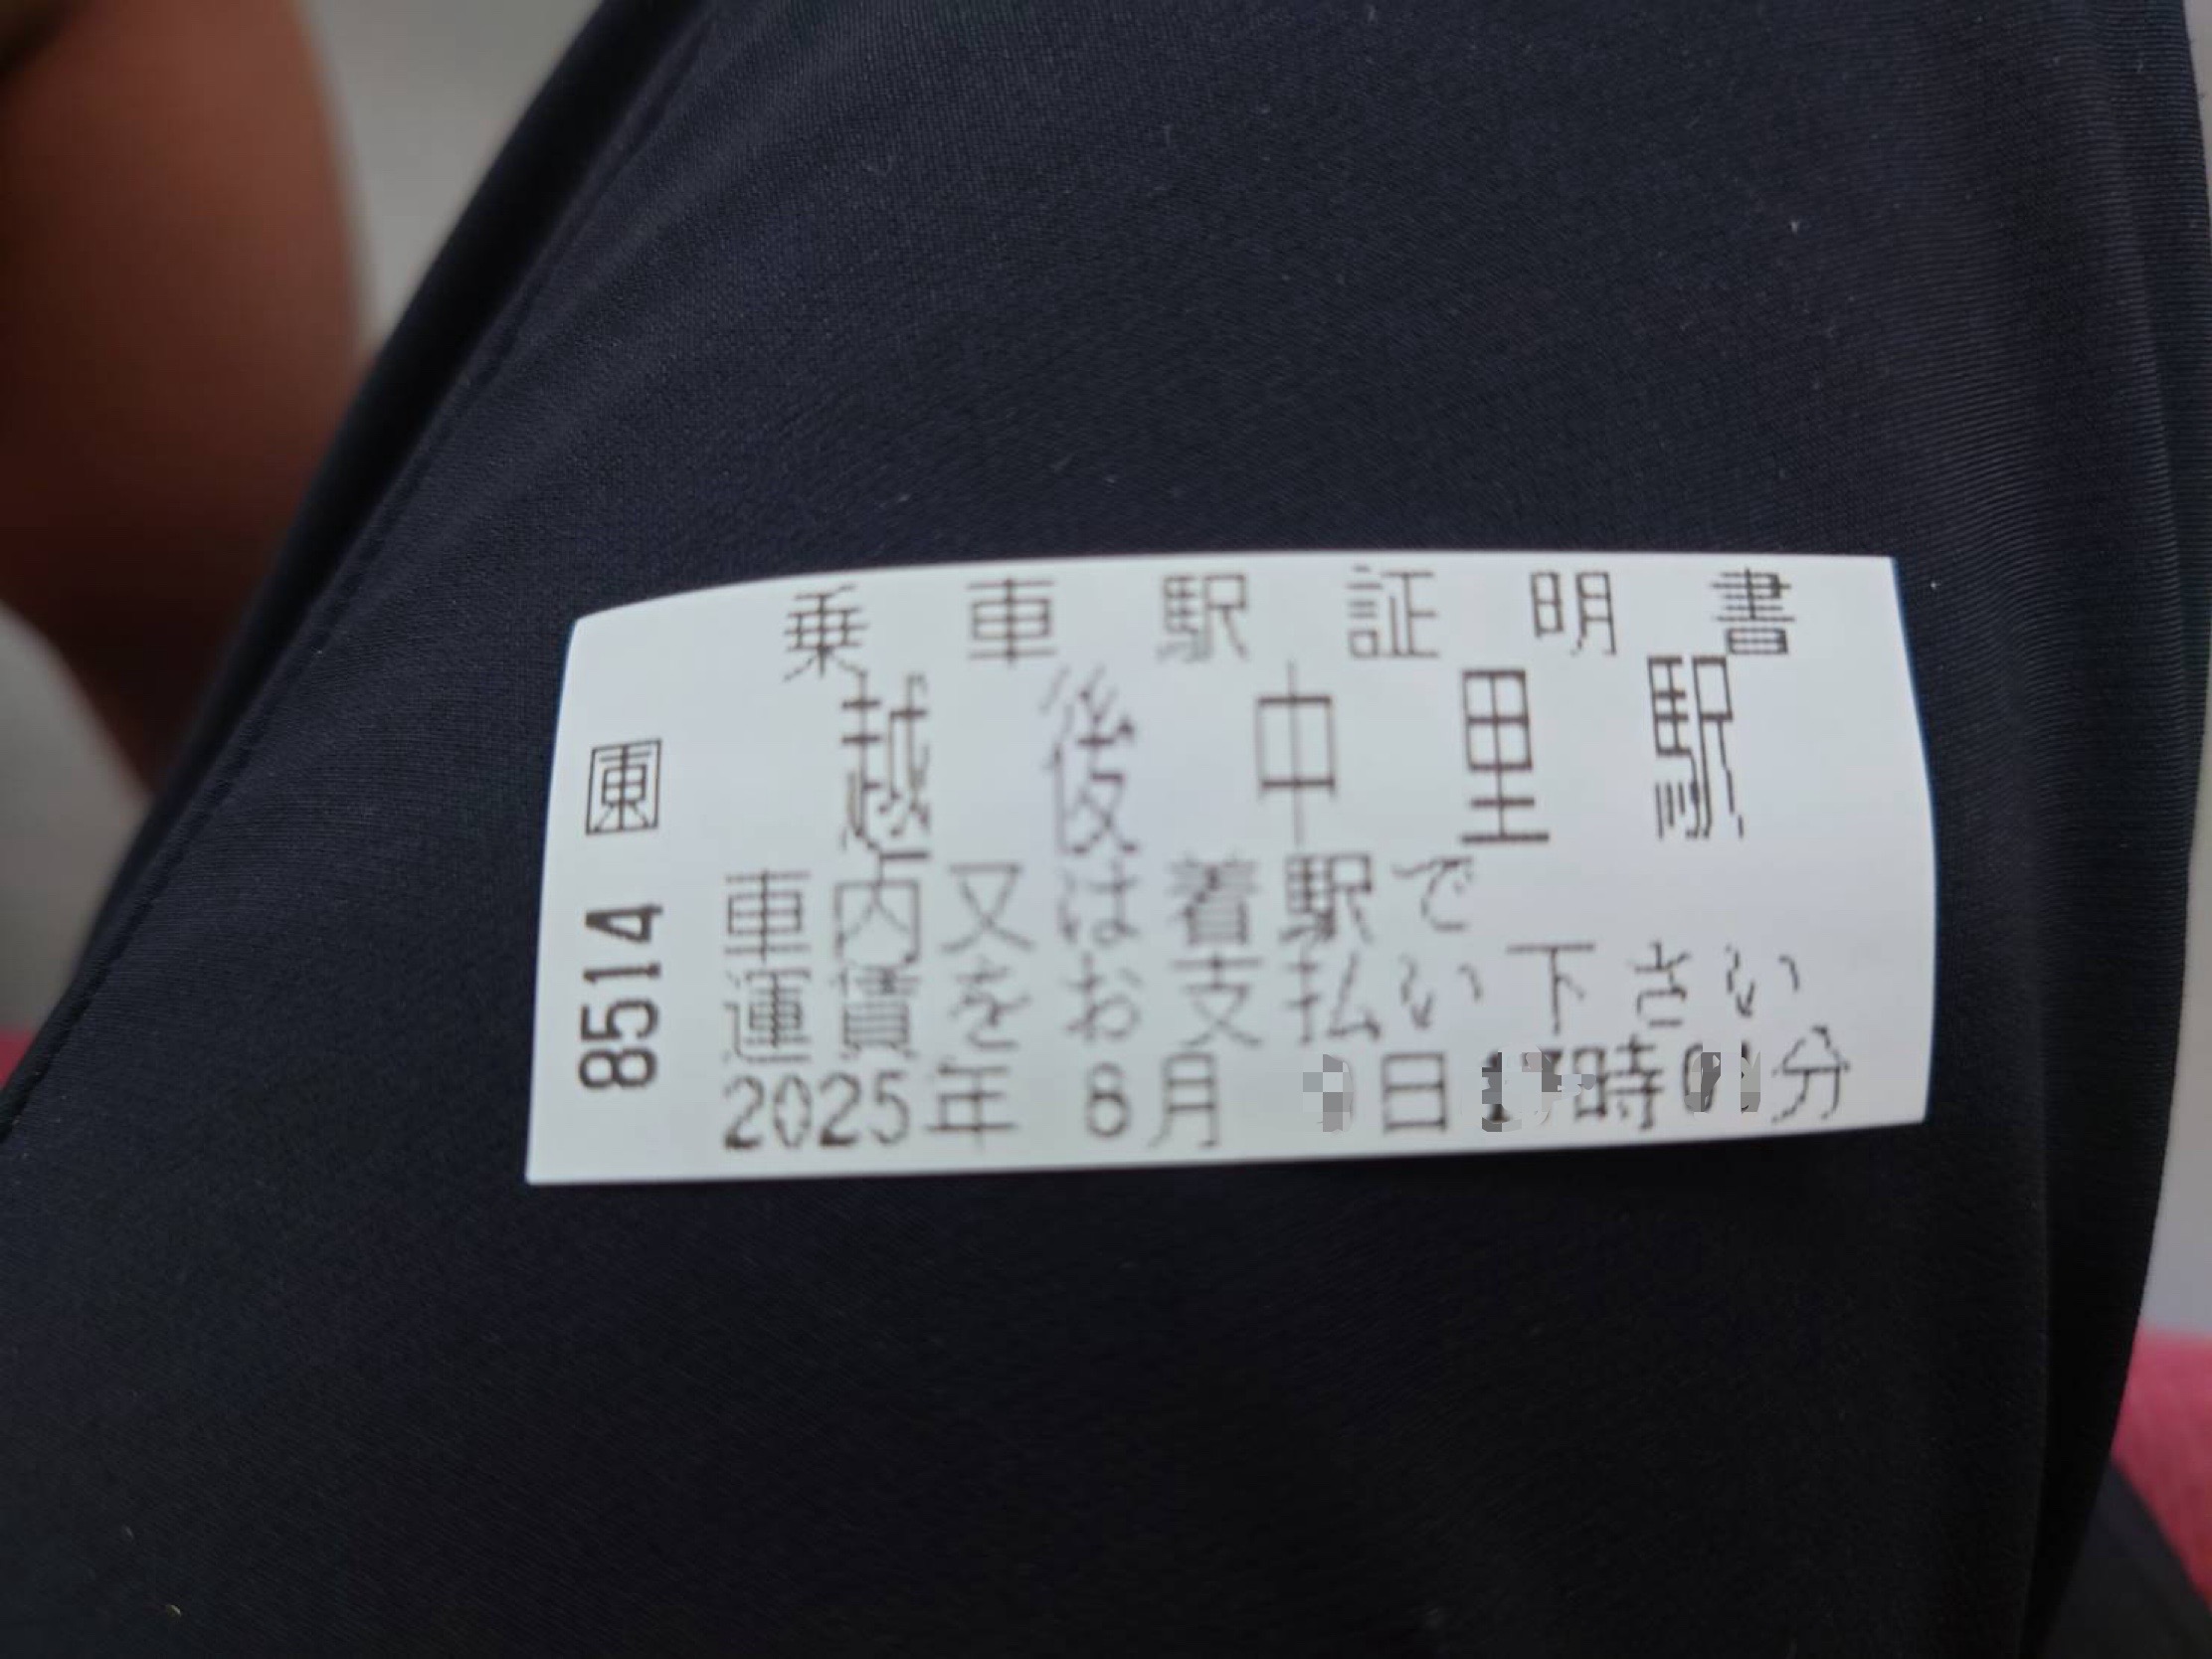 乗車駅証明書
越後中里駅
車内又は着駅で
運賃をお支払い下さい
2025年 8月 日 時 分
東
8514